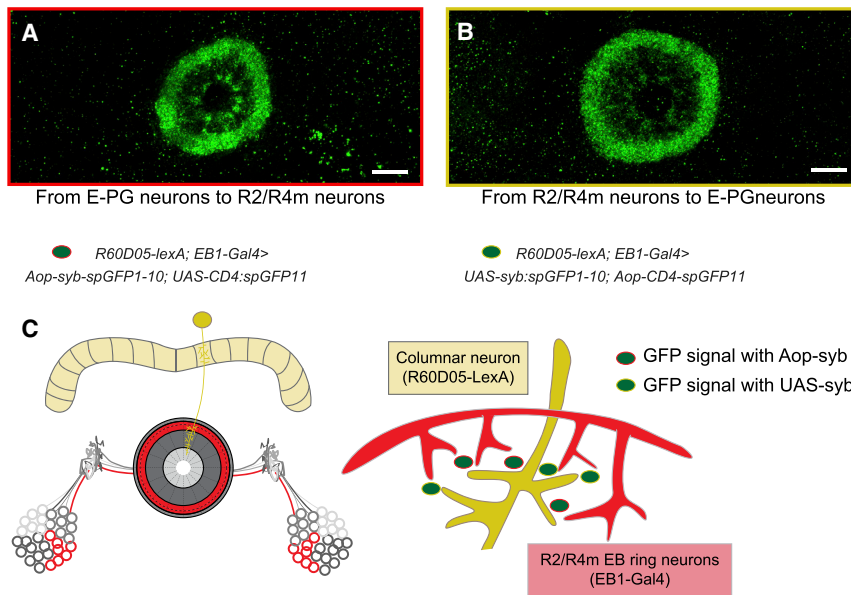 A
B
From E-PG neurons to R2/R4m neurons
From R2/R4m neurons to E-PGneurons
R60D05-lexA; EB1-Gal4>
Aop-syb-spGFP1-10; UAS-CD4:spGFP11
R60D05-lexA; EB1-Gal4>
UAS-syb:spGFP1-10; Aop-CD4-spGFP11
C
Columnar neuron
(R60D05-LexA)
GFP signal with Aop-syb
GFP signal with UAS-syb
R2/R4m EB ring neurons
(EB1-Gal4)